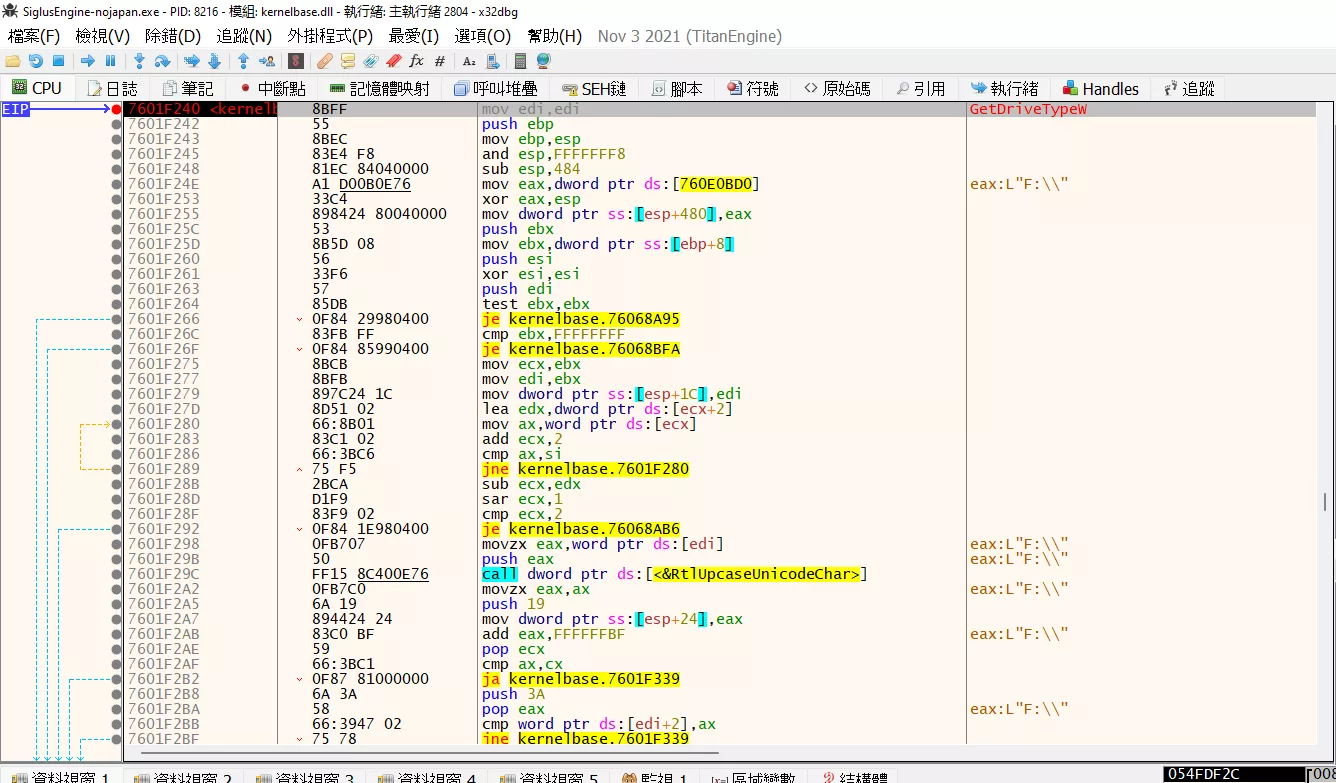 SiglusEngine-nojapan.exe - PID: 8216 - 模組: kernelbase.dll - 執行緒: 主執行緒 2804 - x32dbg
檔案(F) 檢視(V) 除錯(D) 追蹤(N) 外掛程式(P) 最愛(I) 選項(O) 幫助(H) Nov 3 2021 (TitanEngine)
CPU 日誌 筆記 中斷點 記憶體映射 呼叫堆疊 SEH鏈 腳本 符號 <> 原始碼 引用 執行緒 Handles 追蹤
EIP 7601F240 <kernelb 8BFF mov edi,edi GetDriveTypeW
7601F242 55 push ebp
7601F243 8BEC mov ebp,esp
7601F245 83E4 F8 and esp,FFFFFFF8
7601F248 81EC 84040000 sub esp,484
7601F24E A1 D00B0E76 mov eax,dword ptr ds:[760E0BD0] eax:L"F:\\"
7601F253 33C4 xor eax,esp
7601F255 898424 80040000 mov dword ptr ss:[esp+480],eax
7601F25C 53 push ebx
7601F25D 8B5D 08 mov ebx,dword ptr ss:[ebp+8]
7601F260 56 push esi
7601F261 33F6 xor esi,esi
7601F263 57 push edi
7601F264 85DB test ebx,ebx
7601F266 0F84 29980400 je kernelbase.76068A95
7601F26C 83FB FF cmp ebx,FFFFFFFF
7601F26F 0F84 85990400 je kernelbase.76068BFA
7601F275 8BCB mov ecx,ebx
7601F277 8BFB mov edi,ebx
7601F279 897C24 1C mov dword ptr ss:[esp+1C],edi
7601F27D 8D51 02 lea edx,dword ptr ds:[ecx+2]
7601F280 66:8B01 mov ax,word ptr ds:[ecx]
7601F283 83C1 02 add ecx,2
7601F286 66:3BC6 cmp ax,si
7601F289 75 F5 jne kernelbase.7601F280
7601F28B 2BCA sub ecx,edx
7601F28D D1F9 sar ecx,1
7601F28F 83F9 02 cmp ecx,2
7601F292 0F84 1E980400 je kernelbase.76068AB6
7601F298 0FB707 movzx eax,word ptr ds:[edi] eax:L"F:\\"
7601F29B 50 push eax eax:L"F:\\"
7601F29C FF15 8C400E76 call dword ptr ds:[<&RtlUpcaseUnicodeChar>]
7601F2A2 0FB7C0 movzx eax,ax eax:L"F:\\"
7601F2A5 6A 19 push 19
7601F2A7 894424 24 mov dword ptr ss:[esp+24],eax
7601F2AB 83C0 BF add eax,FFFFFFBF eax:L"F:\\"
7601F2AE 59 pop ecx
7601F2AF 66:3BC1 cmp ax,cx
7601F2B2 0F87 81000000 ja kernelbase.7601F339
7601F2B8 6A 3A push 3A
7601F2BA 58 pop eax eax:L"F:\\"
7601F2BB 66:3947 02 cmp word ptr ds:[edi+2],ax
7601F2BF 75 78 jne kernelbase.7601F339
資料視窗 1 資料視窗 2 資料視窗 3 資料視窗 4 資料視窗 5 監視 1 [x=] 區域變數 結構體 054FDF2C